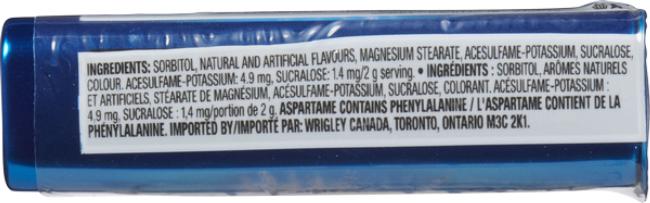 INGREDIENTS: SORBITOL, NATURAL AND ARTIFICIAL FLAVOURS, MAGNESIUM STEARATE, ACESULFAME-POTASSIUM, SUCRALOSE,
COLOUR. ACESULFAME-POTASSIUM: 4.9 mg, SUCRALOSE: 1.4 mg/2 g serving. • INGRÉDIENTS : SORBITOL, ARÔMES NATURELS
ET ARTIFICIELS, STÉARATE DE MAGNÉSIUM, ACÉSULFAME-POTASSIUM, SUCRALOSE, COLORANT. ACÉSULFAME-POTASSIUM :
4,9 mg, SUCRALOSE : 1,4 mg/portion de 2 g. ASPARTAME CONTAINS PHENYLALANINE / L'ASPARTAME CONTIENT DE LA
PHÉNYLALANINE. IMPORTED BY/IMPORTÉ PAR: WRIGLEY CANADA, TORONTO, ONTARIO M3C 2K1.